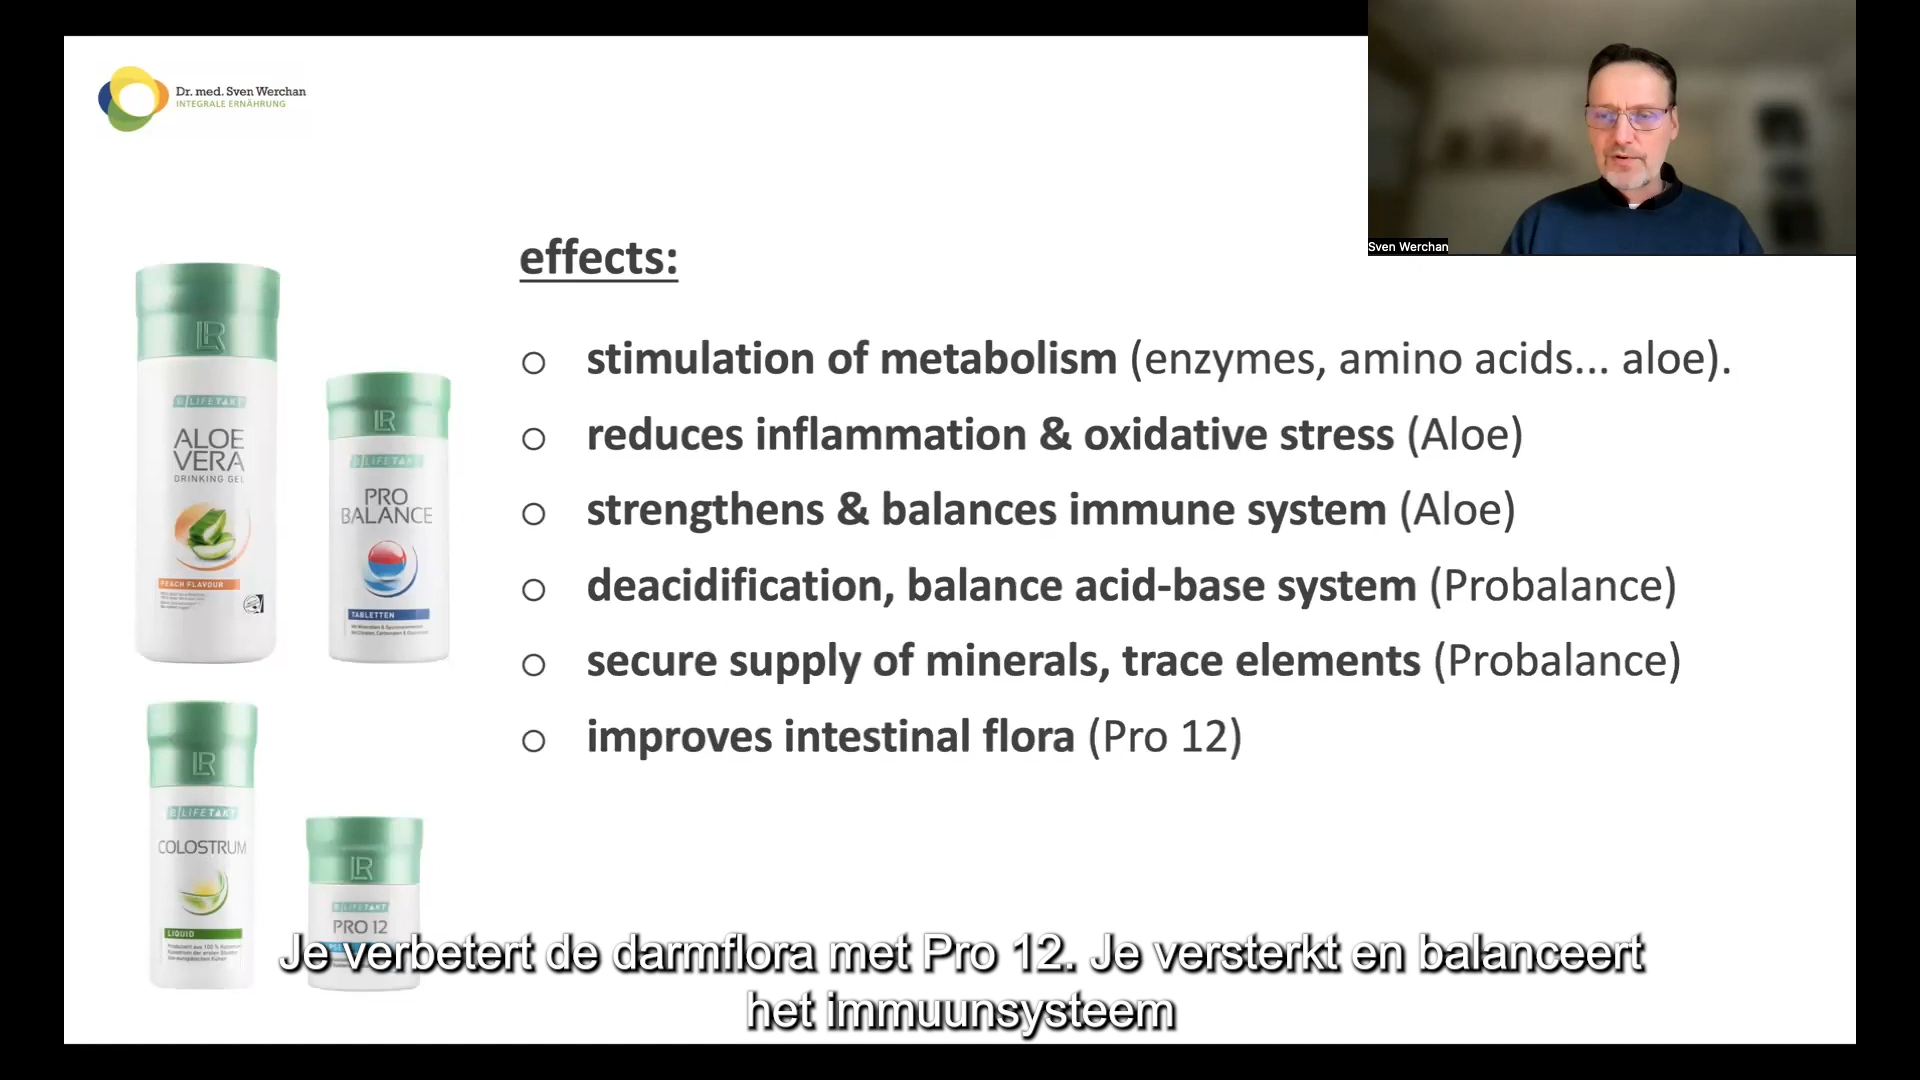 Dr. med. Sven Werchan
INTEGRALE ERNÄHRUNG
Sven Werchan
effects:
○ stimulation of metabolism (enzymes, amino acids... aloe).
○ reduces inflammation & oxidative stress (Aloe)
○ strengthens & balances immune system (Aloe)
○ deacidification, balance acid-base system (Probalance)
○ secure supply of minerals, trace elements (Probalance)
○ improves intestinal flora (Pro 12)
LR
LIFETAKT
ALOE
VERA
DRINKING GEL
PEACH FLAVOUR
LR
LIFETAKT
PRO
BALANCE
TABLETTEN
LR
LIFETAKT
COLOSTRUM
LIQUID
LR
LIFETAKT
PRO 12
Je verbetert de darmflora met Pro 12. Je versterkt en balanceert
het immuunsysteem